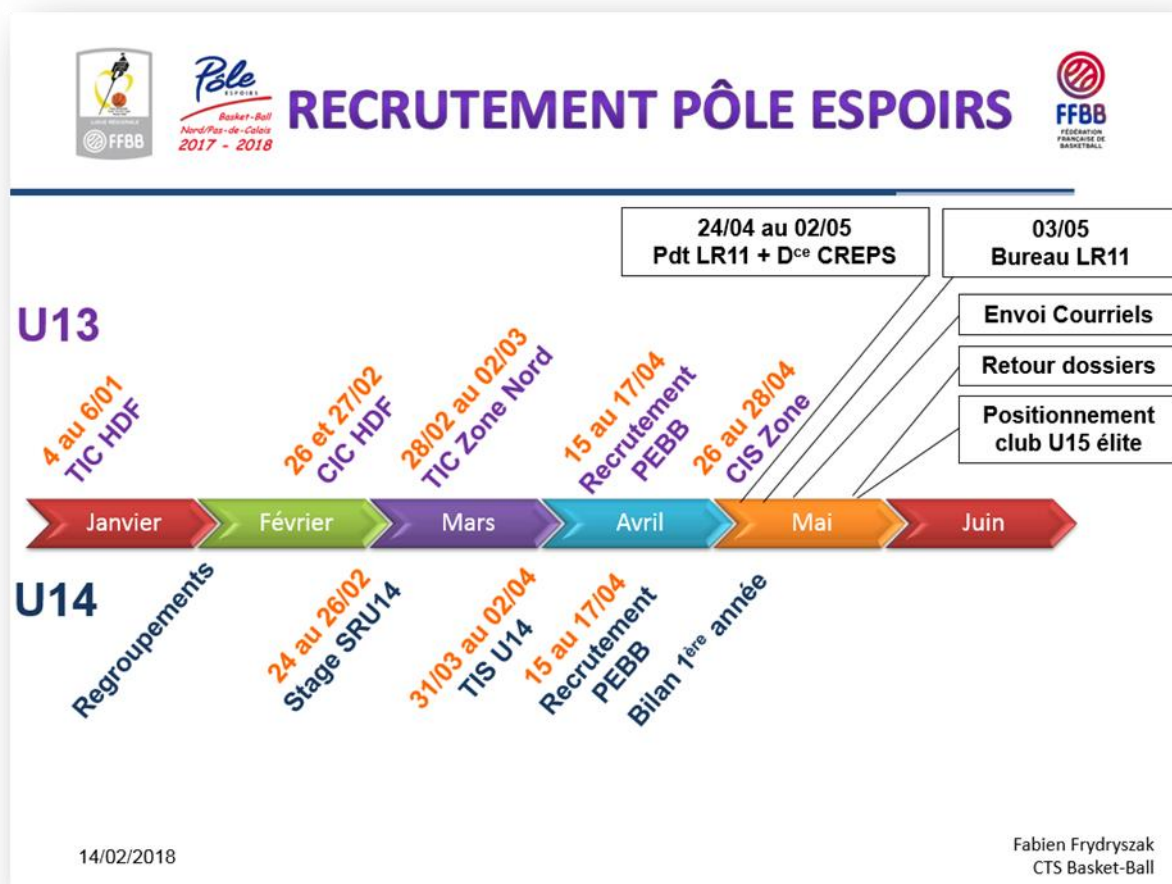 LIGUE RÉGIONALE
FFBB
Pôle
ESPOIRS
Basket-Ball
Nord/Pas-de-Calais
2017 - 2018
RECRUTEMENT PÔLE ESPOIRS
FFBB
FÉDÉRATION
FRANÇAISE DE
BASKETBALL
24/04 au 02/05
Pdt LR11 + Dce CREPS
03/05
Bureau LR11
Envoi Courriels
Retour dossiers
Positionnement
club U15 élite
U13
4 au 6/01
TIC HDF
26 et 27/02
CIC HDF
28/02 au 02/03
TIC Zone Nord
15 au 17/04
Recrutement
PEBB
26 au 28/04
CIS Zone
Janvier
Février
Mars
Avril
Mai
Juin
U14
Regroupements
24 au 26/02
Stage SRU14
31/03 au 02/04
TIS U14
15 au 17/04
Recrutement
PEBB
Bilan 1ère année
14/02/2018
Fabien Frydryszak
CTS Basket-Ball